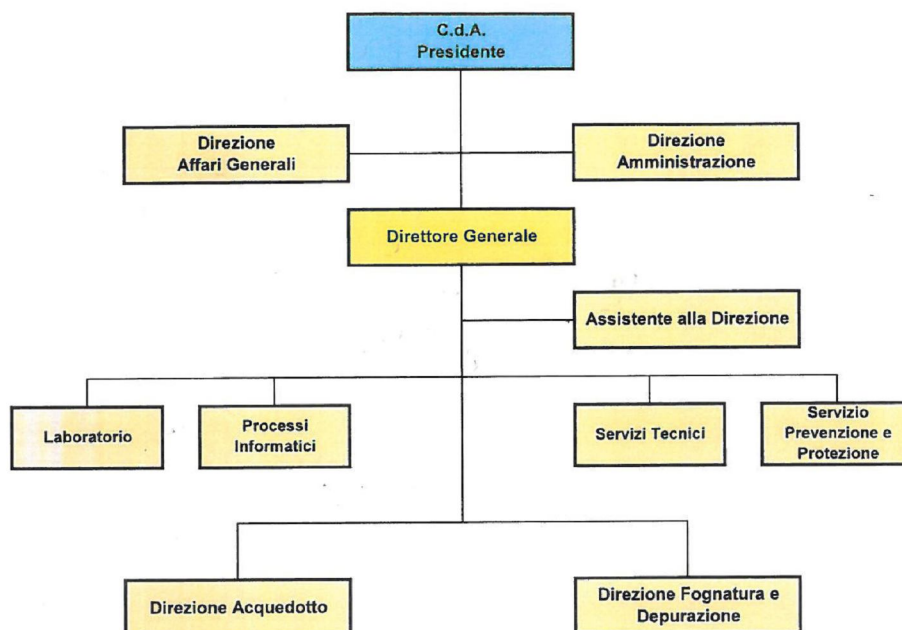 C.d.A.
Presidente
Direzione
Affari Generali
Direzione
Amministrazione
Direttore Generale
Assistente alla Direzione
Laboratorio
Processi
Informatici
Servizi Tecnici
Servizio
Prevenzione e
Protezione
Direzione Acquedotto
Direzione Fognatura e
Depurazione